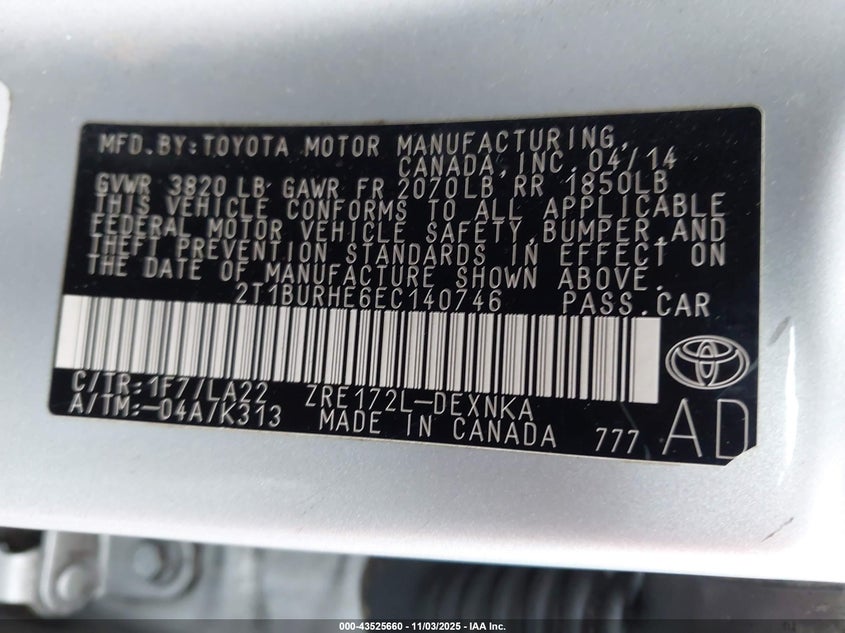 MFD.BY:TOYOTA MOTOR MANUFACTURING,
CANADA,INC. 04/14
GVWR 3820 LB GAWR FR 2070LB RR 1850LB
THIS VEHICLE CONFORMS TO ALL APPLICABLE
FEDERAL MOTOR VEHICLE SAFETY,BUMPER,AND
THEFT PREVENTION STANDARDS IN EFFECT ON
THE DATE OF MANUFACTURE SHOWN ABOVE.
2T1BURHE6EC140746 PASS.CAR
C/TR:1F7/LA22 ZRE172L-DEXNKA
A/TM:-04A/K313 MADE IN CANADA 777 AD
000-43525660 - 11/03/2025 - IAA Inc.